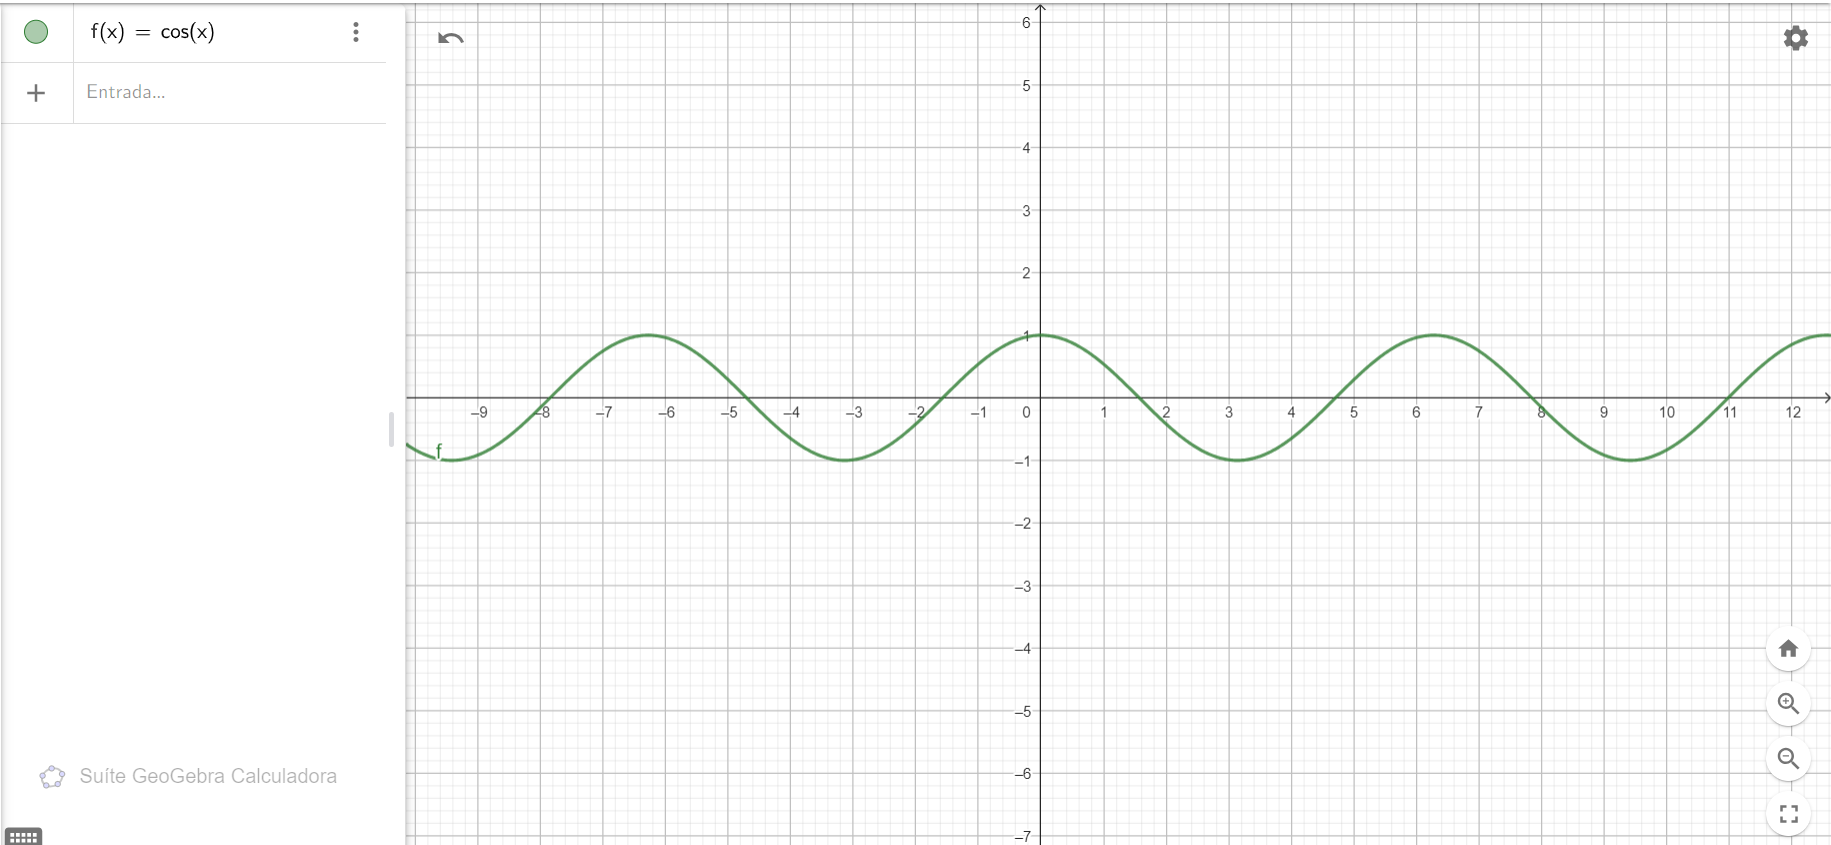 f(x) = cos(x)
Entrada...
6
5
4
3
2
1
–9 –8 –7 –6 –5 –4 –3 –2 –1 0 1 2 3 4 5 6 7 8 9 10 11 12
f
–1
–2
–3
–4
–5
–6
–7
Suíte GeoGebra Calculadora